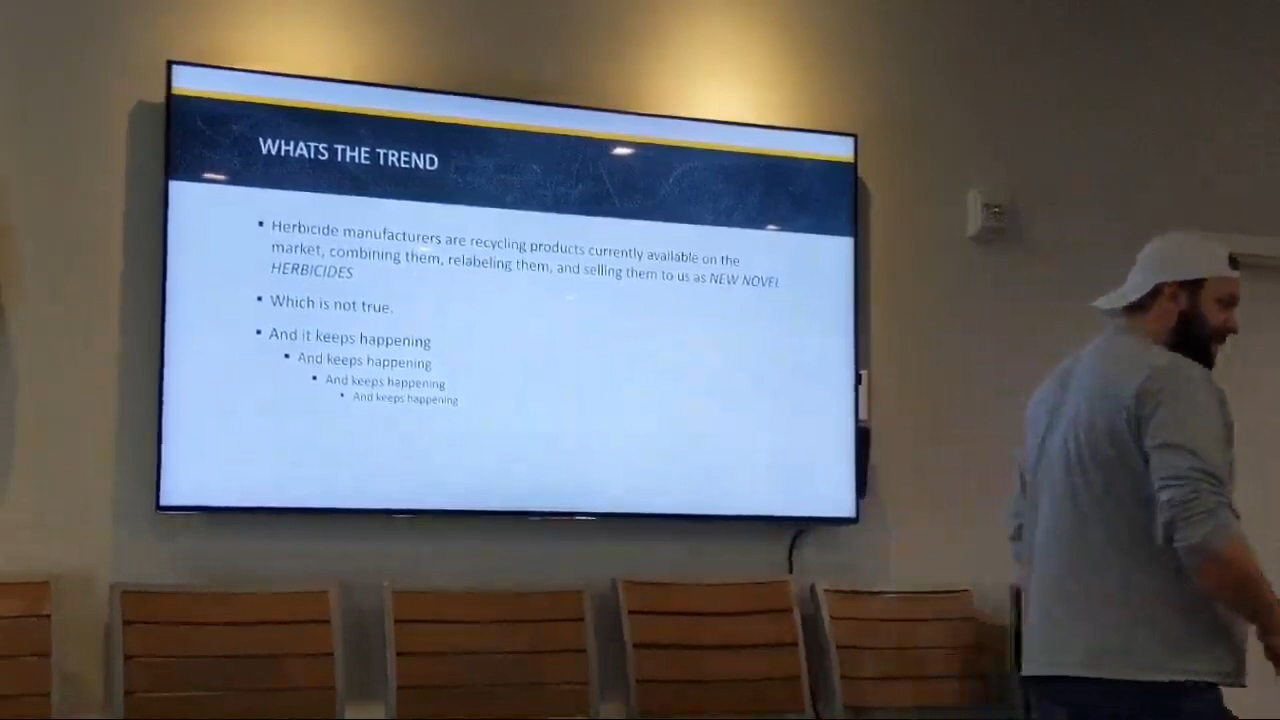 WHATS THE TREND
Herbicide manufacturers are recycling products currently available on the
market, combining them, relabeling them, and selling them to us as NEW NOVEL
HERBICIDES
Which is not true.
And it keeps happening
And keeps happening
And keeps happening
And keeps happening